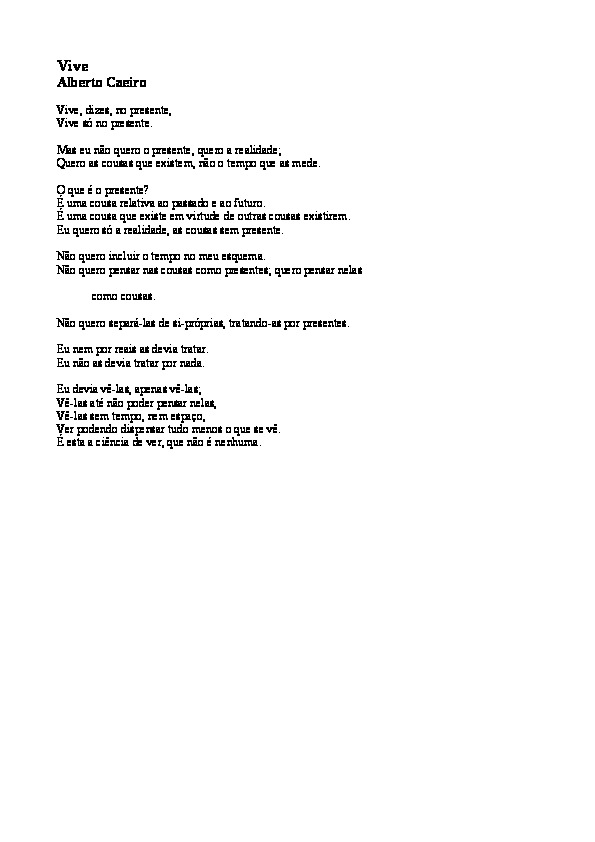 Vive
Alberto Caeiro
Vive, dizes, no presente,
Vive só no presente.
Mas eu não quero o presente, quero a realidade;
Quero as cousas que existem, não o tempo que as mede.
O que é o presente?
É uma cousa relativa ao passado e ao futuro.
É uma cousa que existe em virtude de outras cousas existirem.
Eu quero só a realidade, as cousas sem presente.
Não quero incluir o tempo no meu esquema.
Não quero pensar nas cousas como presentes; quero pensar nelas
como cousas.
Não quero separá-las de si-próprias, tratando-as por presentes.
Eu nem por reais as devia tratar.
Eu não as devia tratar por nada.
Eu devia vê-las, apenas vê-las;
Vê-las até não poder pensar nelas,
Vê-las sem tempo, nem espaço,
Ver podendo dispensar tudo menos o que se vê.
É esta a ciência de ver, que não é nenhuma.